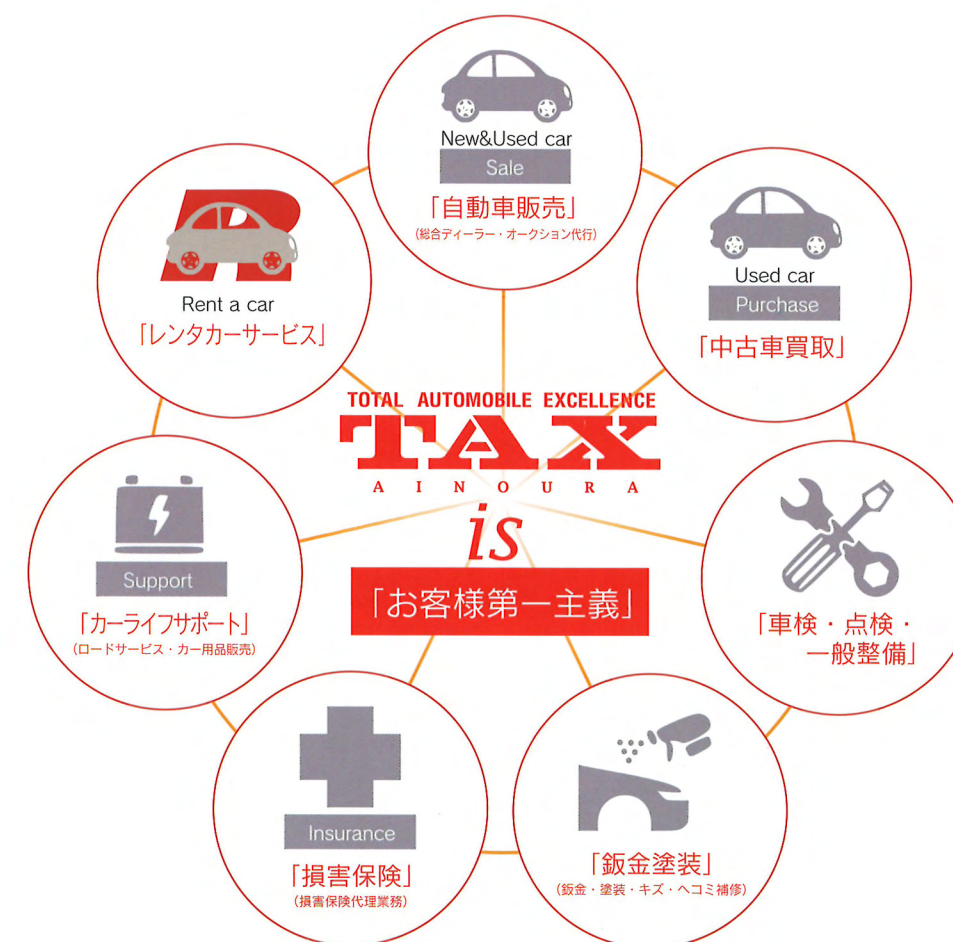 New&Used car
Sale
「自動車販売」
(総合ディーラー・オークション代行)
Used car
Purchase
「中古車買取」
「車検・点検・
一般整備」
「鈑金塗装」
(鈑金・塗装・キズ・ヘコミ補修)
Insurance
「損害保険」
(損害保険代理業務)
Support
「カーライフサポート」
(ロードサービス・カー用品販売)
R
Rent a car
「レンタカーサービス」
TOTAL AUTOMOBILE EXCELLENCE
TAX
AINOURA
is
「お客様第一主義」